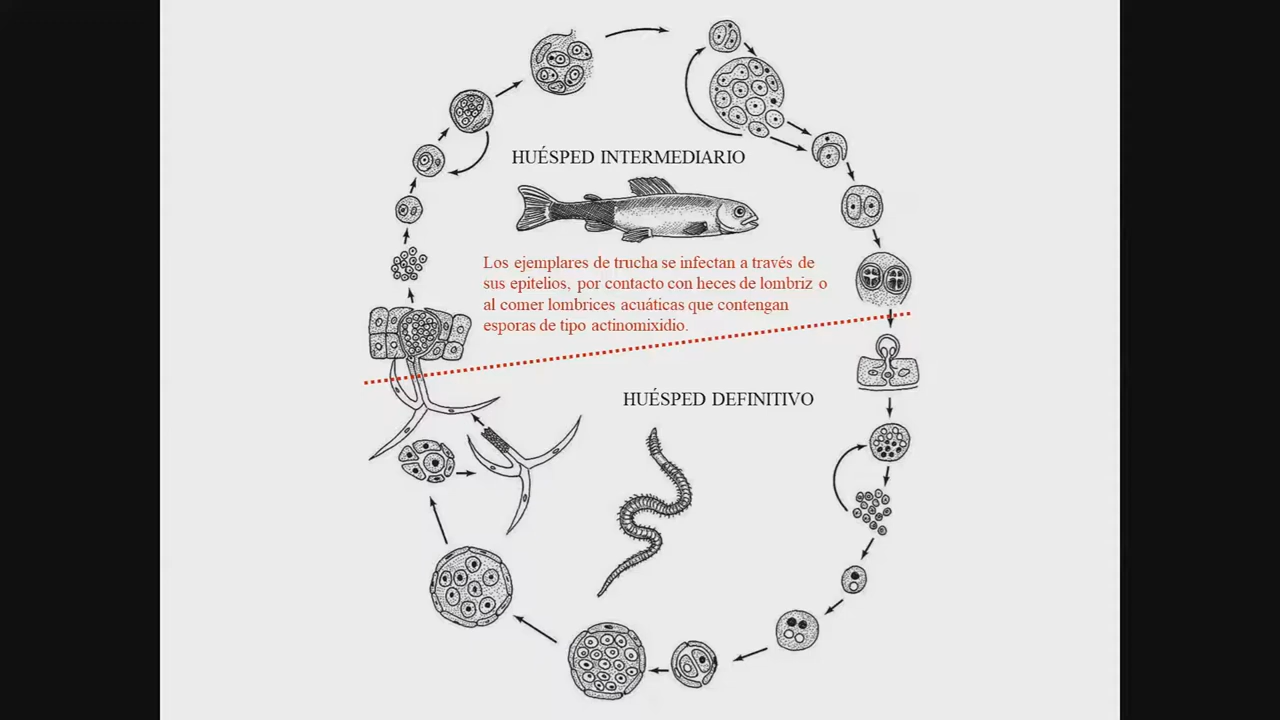 HUÉSPED INTERMEDIARIO
Los ejemplares de trucha se infectan a través de
sus epitelios, por contacto con heces de lombriz o
al comer lombrices acuáticas que contengan
esporas de tipo actinomixidio.
HUÉSPED DEFINITIVO